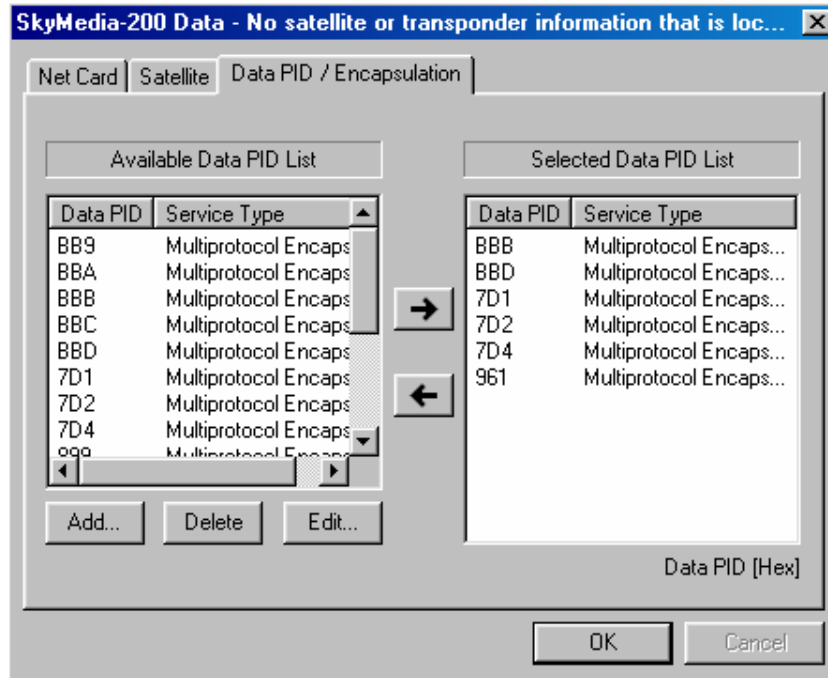 SkyMedia-200 Data - No satellite or transponder information that is loc...
Net Card Satellite Data PID / Encapsulation
Available Data PID List
Data PID Service Type
BB9 Multiprotocol Encaps
BBA Multiprotocol Encaps
BBB Multiprotocol Encaps
BBC Multiprotocol Encaps
BBD Multiprotocol Encaps
7D1 Multiprotocol Encaps
7D2 Multiprotocol Encaps
7D4 Multiprotocol Encaps
Multiprotocol Encaps
Add... Delete Edit...
Selected Data PID List
Data PID Service Type
BBB Multiprotocol Encaps...
BBD Multiprotocol Encaps...
7D1 Multiprotocol Encaps...
7D2 Multiprotocol Encaps...
7D4 Multiprotocol Encaps...
961 Multiprotocol Encaps...
Data PID [Hex]
OK Cancel